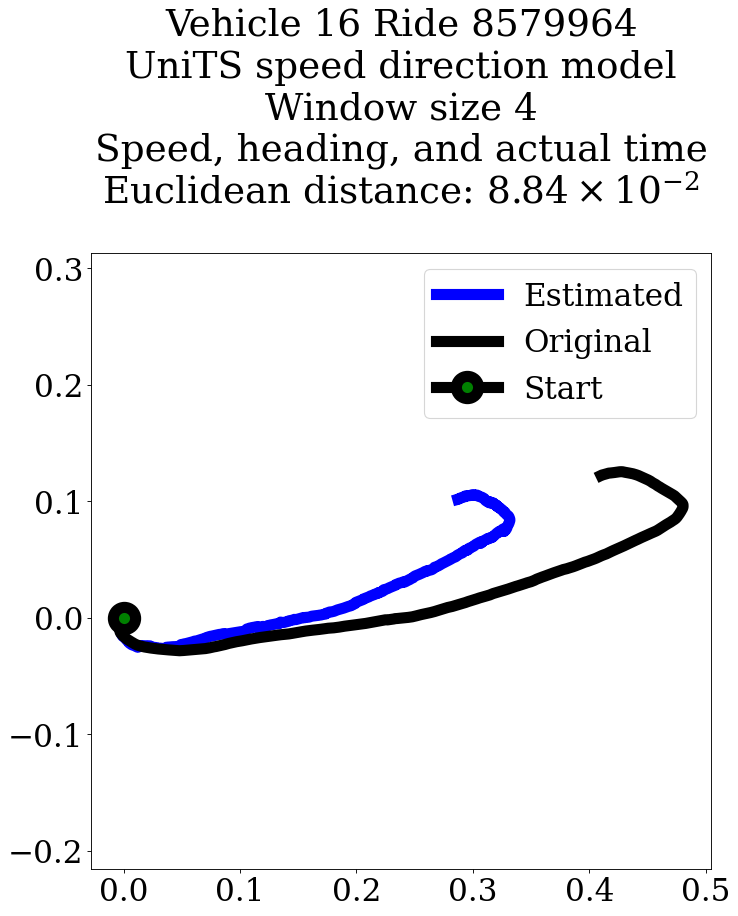 Vehicle 16 Ride 8579964
UniTS speed direction model
Window size 4
Speed, heading, and actual time
Euclidean distance: 8.84 × 10⁻²
Estimated
Original
Start
0.3
0.2
0.1
0.0
−0.1
−0.2
0.0 0.1 0.2 0.3 0.4 0.5